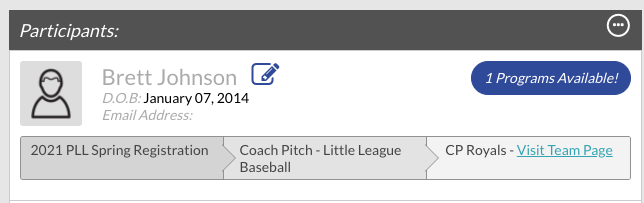 Participants:
Brett Johnson
1 Programs Available!
D.O.B: January 07, 2014
Email Address:
2021 PLL Spring Registration
Coach Pitch - Little League
Baseball
CP Royals - Visit Team Page